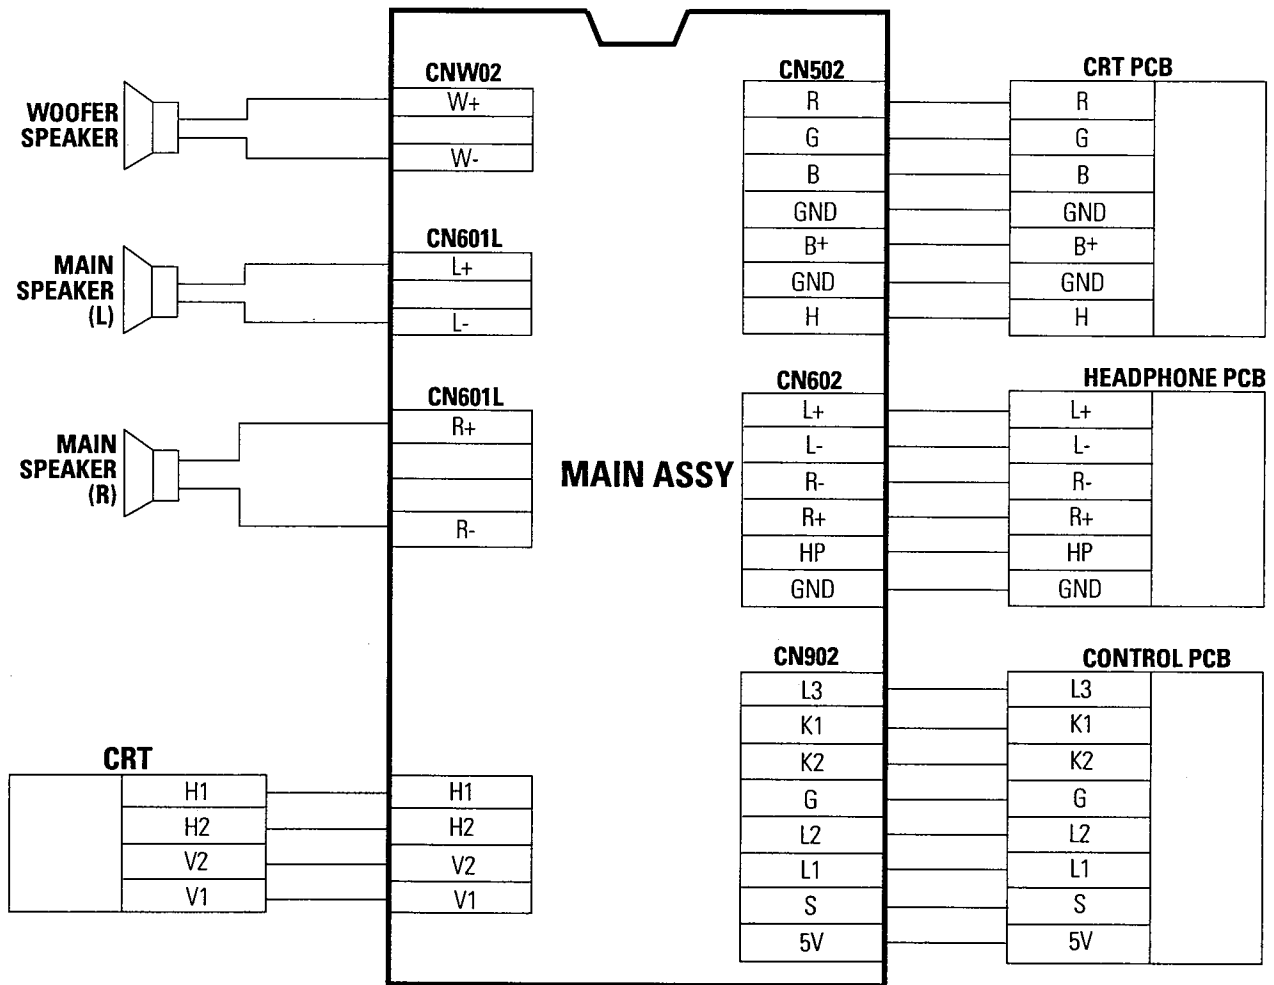 WOOFER
SPEAKER
CNW02
W+
W-
MAIN
SPEAKER
(L)
CN601L
L+
L-
MAIN
SPEAKER
(R)
CN601L
R+
R-
CRT
H1
H2
V2
V1
H1
H2
V2
V1
MAIN ASSY
CN502
R
G
B
GND
B+
GND
H
CRT PCB
R
G
B
GND
B+
GND
H
CN602
L+
L-
R-
R+
HP
GND
HEADPHONE PCB
L+
L-
R-
R+
HP
GND
CN902
L3
K1
K2
G
L2
L1
S
5V
CONTROL PCB
L3
K1
K2
G
L2
L1
S
5V